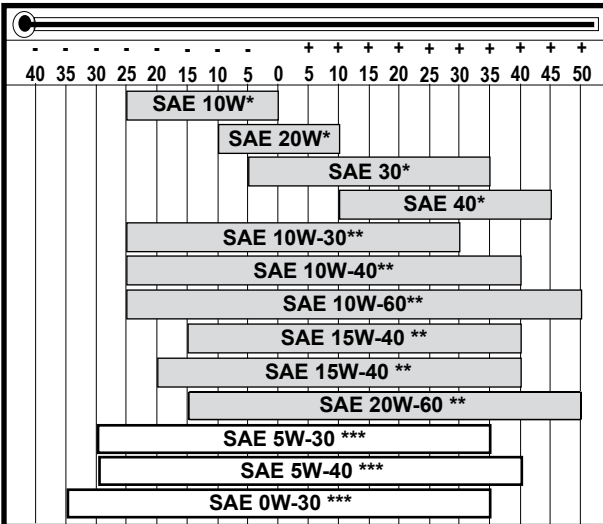 - - - - - - - - + + + + + + + + + +
40 35 30 25 20 15 10 5 0 5 10 15 20 25 30 35 40 45 50
SAE 10W*
SAE 20W*
SAE 30*
SAE 40*
SAE 10W-30**
SAE 10W-40**
SAE 10W-60**
SAE 15W-40 **
SAE 15W-40 **
SAE 20W-60 **
SAE 5W-30 ***
SAE 5W-40 ***
SAE 0W-30 ***